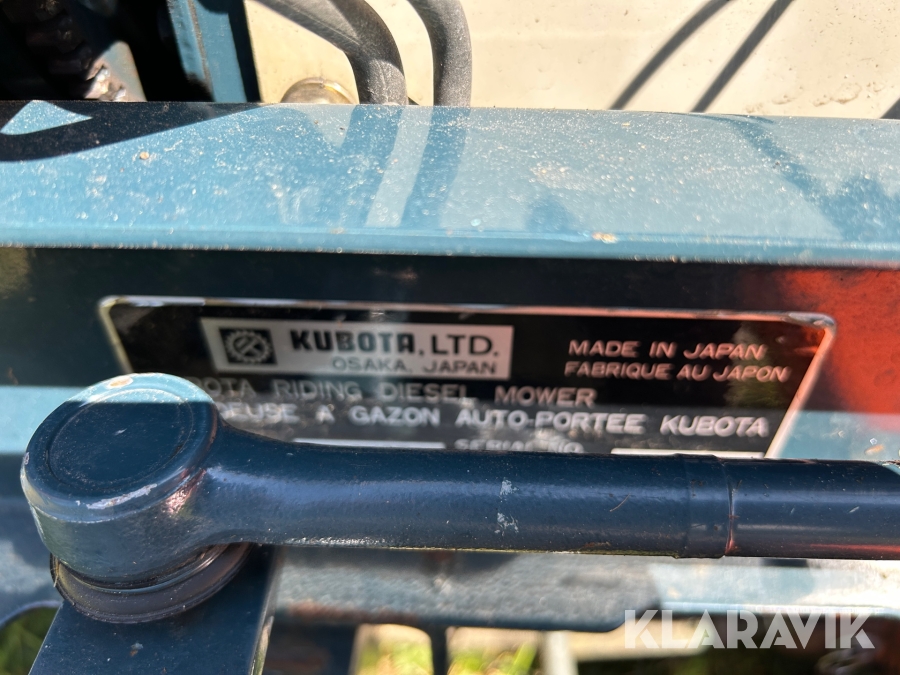 KUBOTA, LTD.
OSAKA, JAPAN
MADE IN JAPAN
FABRIQUE AU JAPON
RIDING DIESEL MOWER
A GAZON AUTO-PORTEE KUBOTA
KLARAVIK